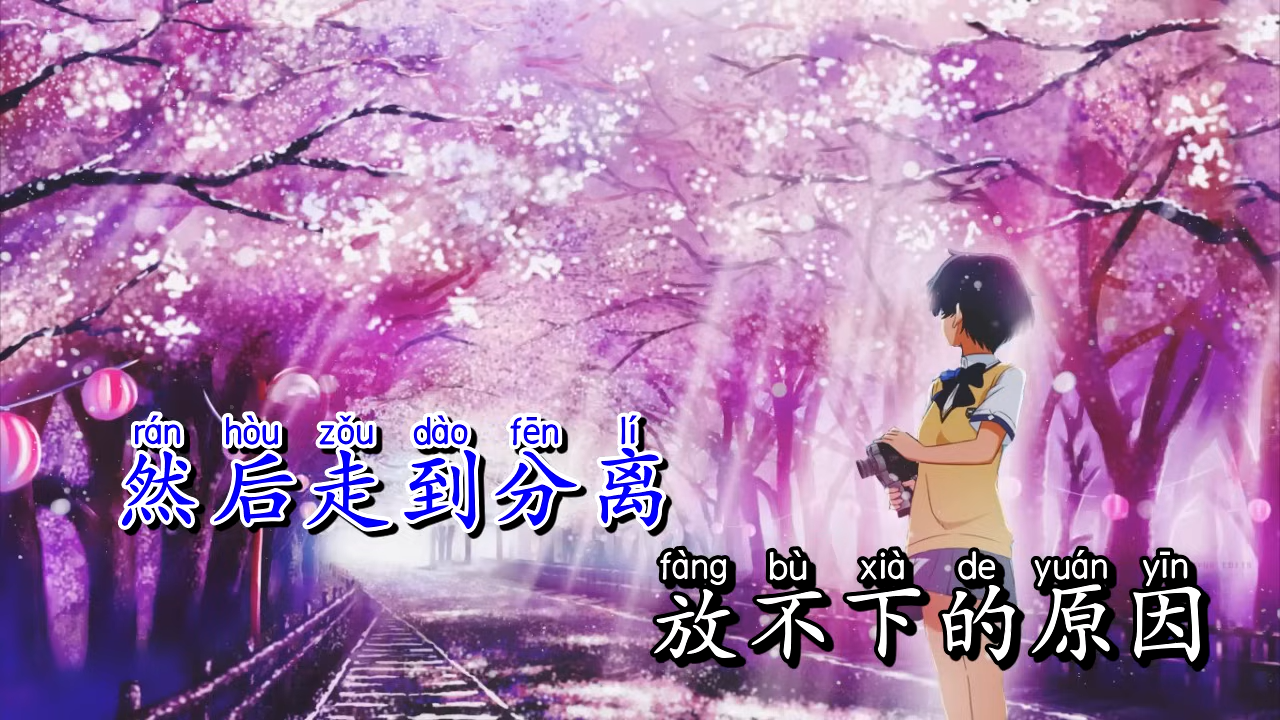 rán hòu zǒu dào fēn lí
然后走到分离
fàng bù xià de yuán yīn
放不下的原因